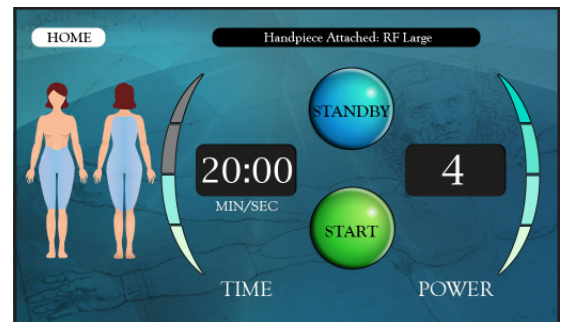 HOME
Handpiece Attached: RF Large
STANDBY
20:00
4
MIN/SEC
START
TIME
POWER